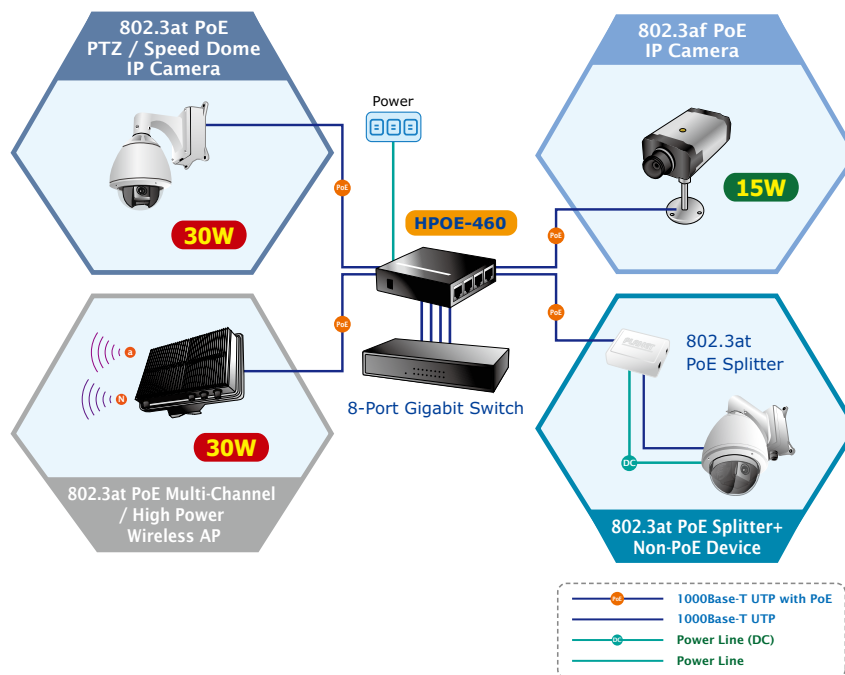 802.3at PoE
PTZ / Speed Dome
IP Camera
30W
Power
802.3af PoE
IP Camera
15W
HPOE-460
PoE
PoE
PoE
PoE
8-Port Gigabit Switch
a
N
30W
802.3at PoE Multi-Channel
/ High Power
Wireless AP
PLANET
802.3at
PoE Splitter
DC
802.3at PoE Splitter+
Non-PoE Device
PoE
1000Base-T UTP with PoE
1000Base-T UTP
DC
Power Line (DC)
Power Line